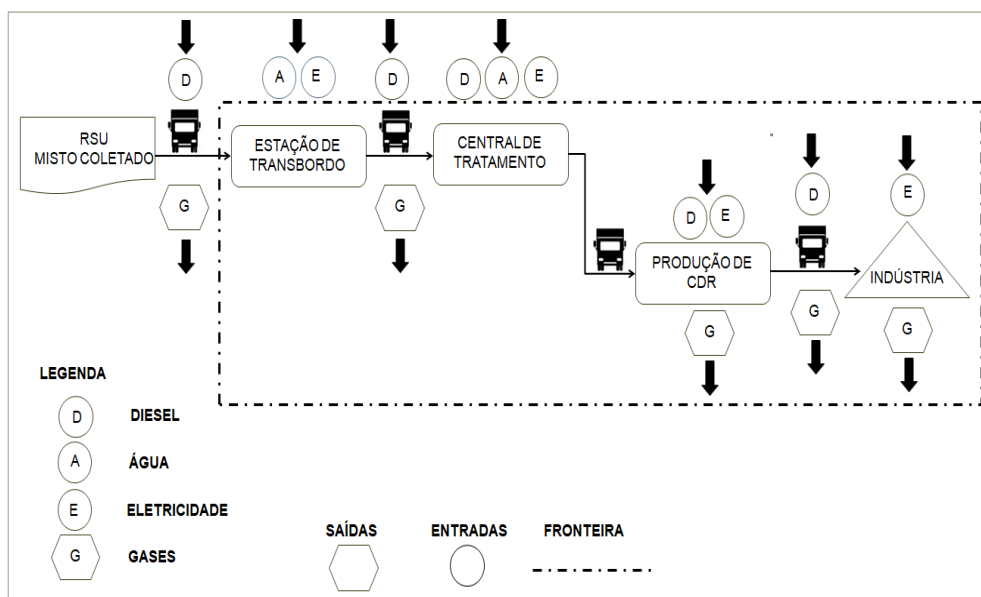 D
A
E
D
D
A
E
RSU
MISTO COLETADO
ESTAÇÃO DE
TRANSBORDO
CENTRAL DE
TRATAMENTO
G
G
D
E
D
E
PRODUÇÃO DE
CDR
INDÚSTRIA
G
G
G
LEGENDA
D
DIESEL
A
ÁGUA
E
ELETRICIDADE
G
GASES
SAÍDAS
ENTRADAS
FRONTEIRA